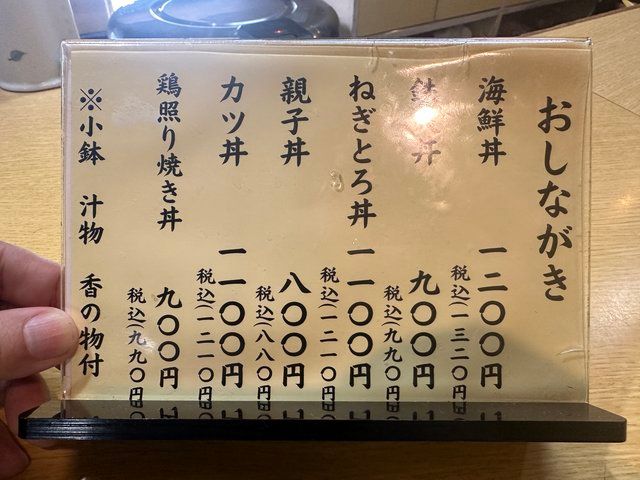 おしながき
海鮮丼 一二〇〇円
税込(一三二〇円
九〇〇円
税込(九九〇円
ねぎとろ丼 一一〇〇円
税込(一二一〇円
親子丼 八〇〇円
税込(八八〇円
カツ丼 一一〇〇円
税込(一二一〇円
鶏照り焼き丼 九〇〇円
税込(九九〇円
※小鉢 汁物 香の物付